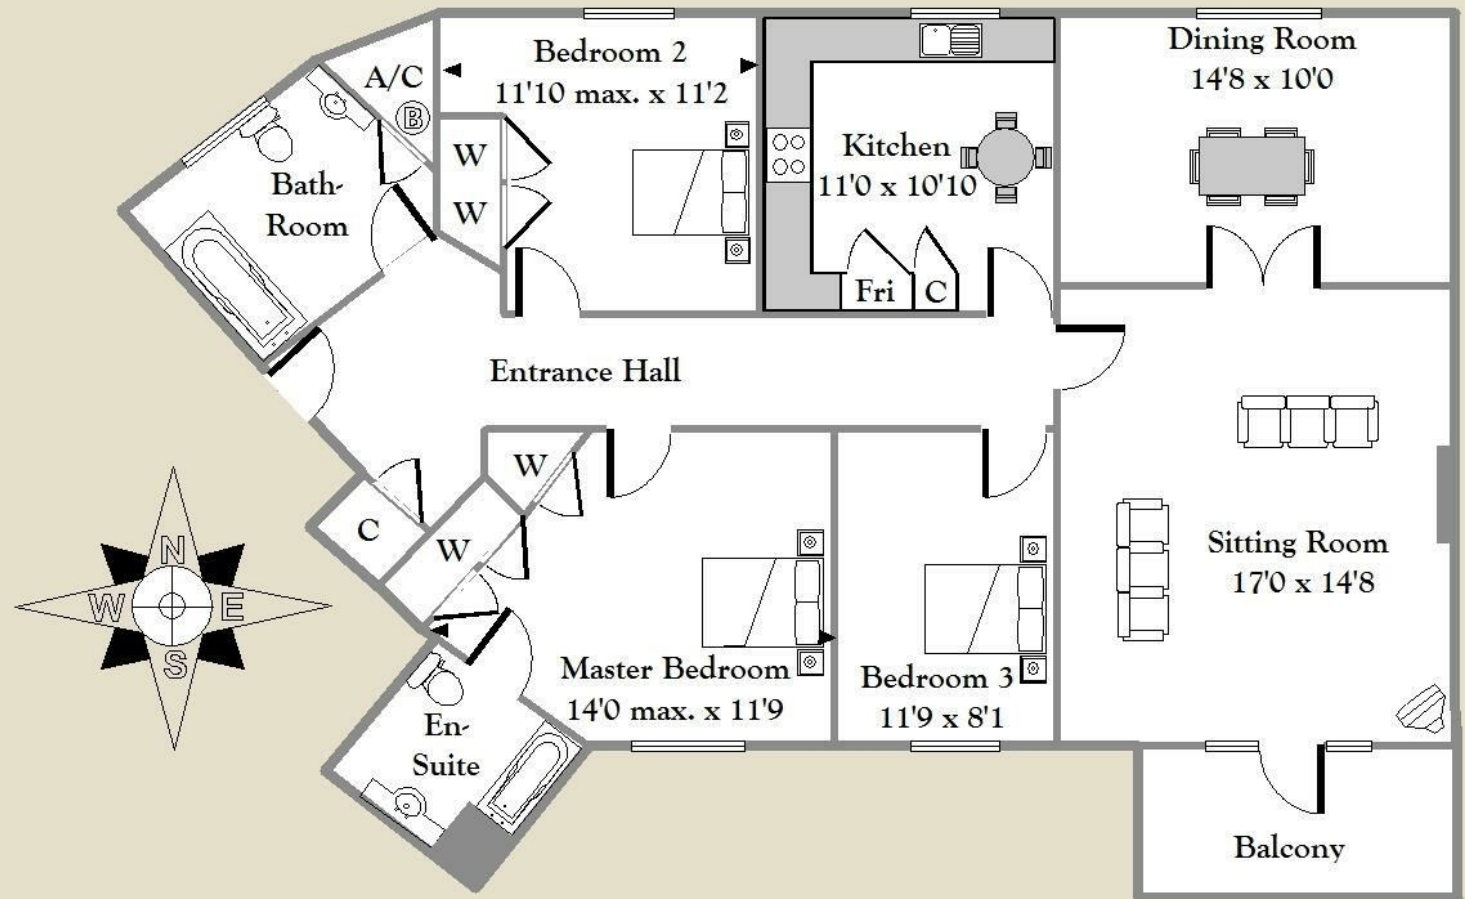 A/C
B
Bedroom 2
11'10 max. x 11'2
W
W
Kitchen
11'0 x 10'10
Fri
C
Dining Room
14'8 x 10'0
Bath-
Room
Entrance Hall
W
W
C
Sitting Room
17'0 x 14'8
Master Bedroom
14'0 max. x 11'9
Bedroom 3
11'9 x 8'1
En-
Suite
Balcony
N
W
E
S